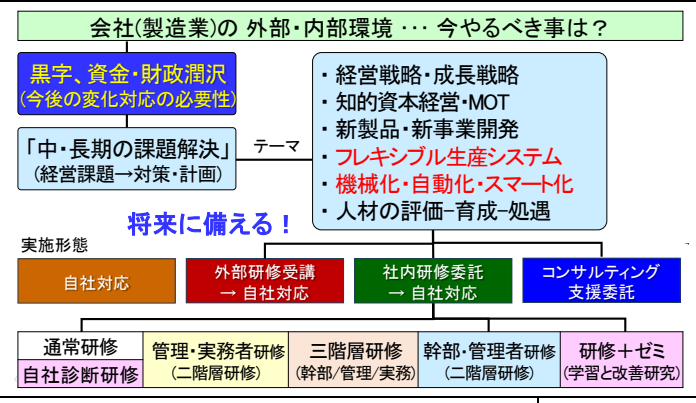 会社(製造業)の 外部・内部環境 … 今やるべき事は？
黒字、資金・財政潤沢
(今後の変化対応の必要性)
「中・長期の課題解決」
(経営課題→対策・計画)
テーマ
・経営戦略・成長戦略
・知的資本経営・MOT
・新製品・新事業開発
・フレキシブル生産システム
・機械化・自動化・スマート化
・人材の評価-育成-処遇
将来に備える！
実施形態
自社対応
外部研修受講
→ 自社対応
社内研修委託
→ 自社対応
コンサルティング
支援委託
通常研修
自社診断研修
管理・実務者研修
(二階層研修)
三階層研修
(幹部/管理/実務)
幹部・管理者研修
(二階層研修)
研修＋ゼミ
(学習と改善研究)